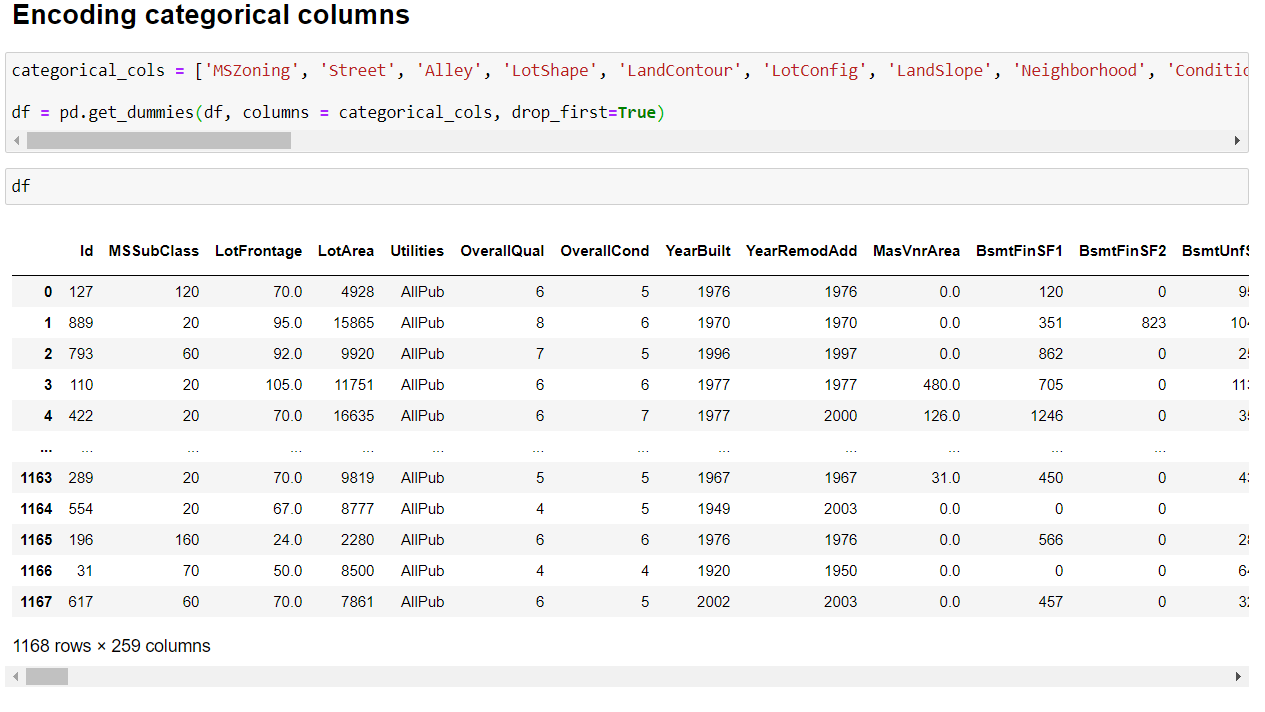 Encoding categorical columns
categorical_cols = ['MSZoning', 'Street', 'Alley', 'LotShape', 'LandContour', 'LotConfig', 'LandSlope', 'Neighborhood',
df = pd.get_dummies(df, columns = categorical_cols, drop_first=True)
df
Id MSSubClass LotFrontage LotArea Utilities OverallQual OverallCond YearBuilt YearRemodAdd MasVnrArea BsmtFinSF1 BsmtFinSF2
0 127 120 70.0 4928 AllPub 6 5 1976 1976 0.0 120 0
1 889 20 95.0 15865 AllPub 8 6 1970 1970 0.0 351 823
2 793 60 92.0 9920 AllPub 7 5 1996 1997 0.0 862 0
3 110 20 105.0 11751 AllPub 6 6 1977 1977 480.0 705 0
4 422 20 70.0 16635 AllPub 6 7 1977 2000 126.0 1246 0
... ... ... ... ... ... ... ... ... ... ... ... ...
1163 289 20 70.0 9819 AllPub 5 5 1967 1967 31.0 450 0
1164 554 20 67.0 8777 AllPub 4 5 1949 2003 0.0 0 0
1165 196 160 24.0 2280 AllPub 6 6 1976 1976 0.0 566 0
1166 31 70 50.0 8500 AllPub 4 4 1920 1950 0.0 0 0
1167 617 60 70.0 7861 AllPub 6 5 2002 2003 0.0 457 0
1168 rows × 259 columns